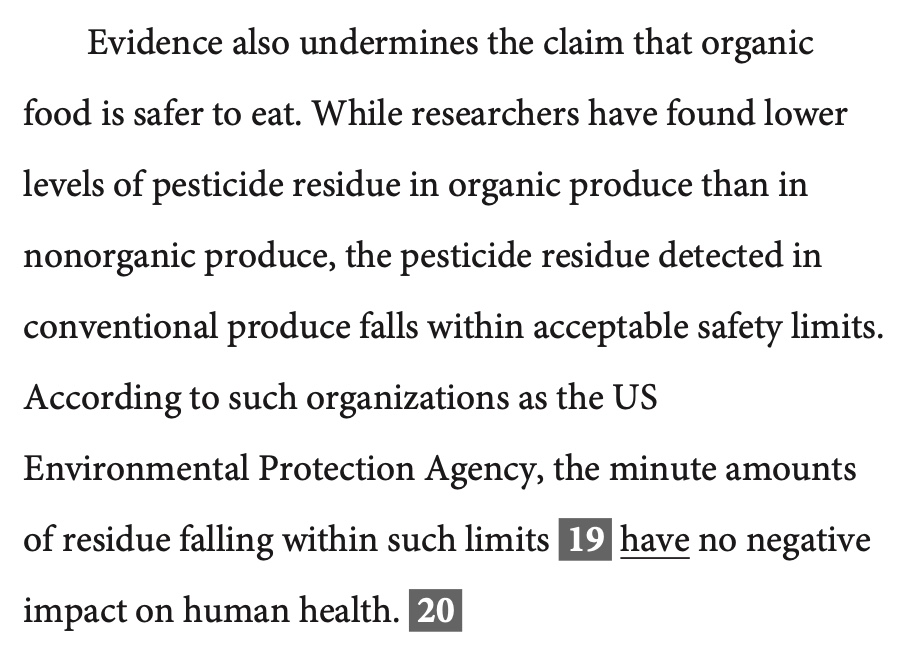 Evidence also undermines the claim that organic
food is safer to eat. While researchers have found lower
levels of pesticide residue in organic produce than in
nonorganic produce, the pesticide residue detected in
conventional produce falls within acceptable safety limits.
According to such organizations as the US
Environmental Protection Agency, the minute amounts
of residue falling within such limits 19 have no negative
impact on human health. 20